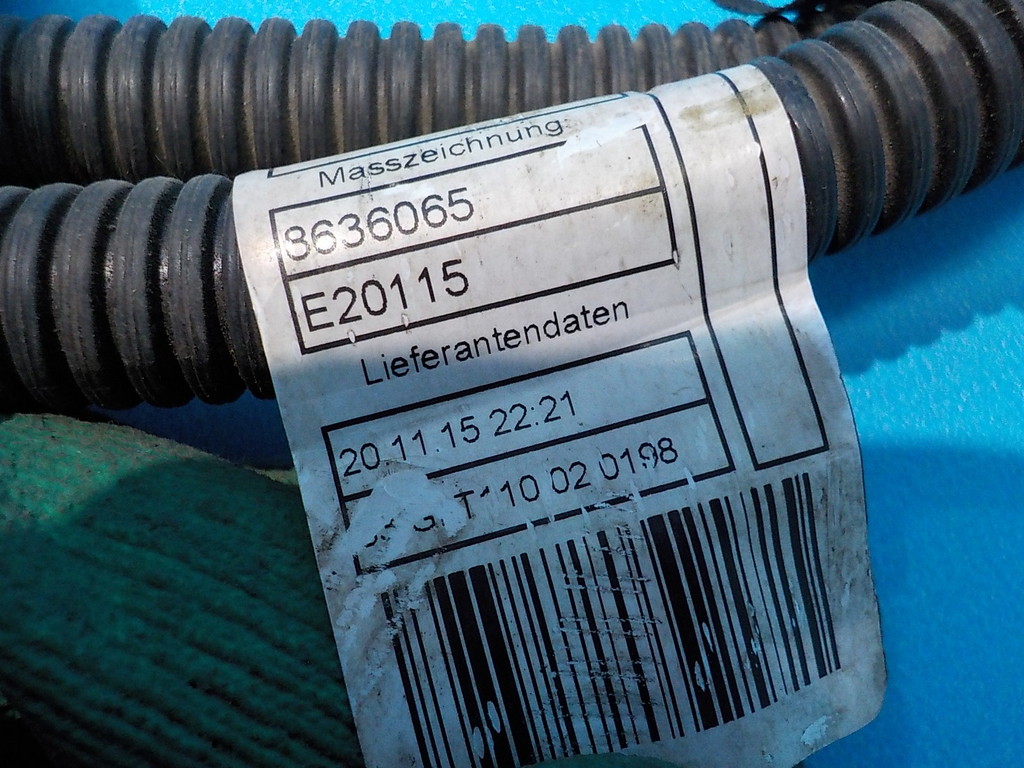 Masszeichnung
8636065
E20115
Lieferantendaten
20.11.15 22:21
T110 02 0198